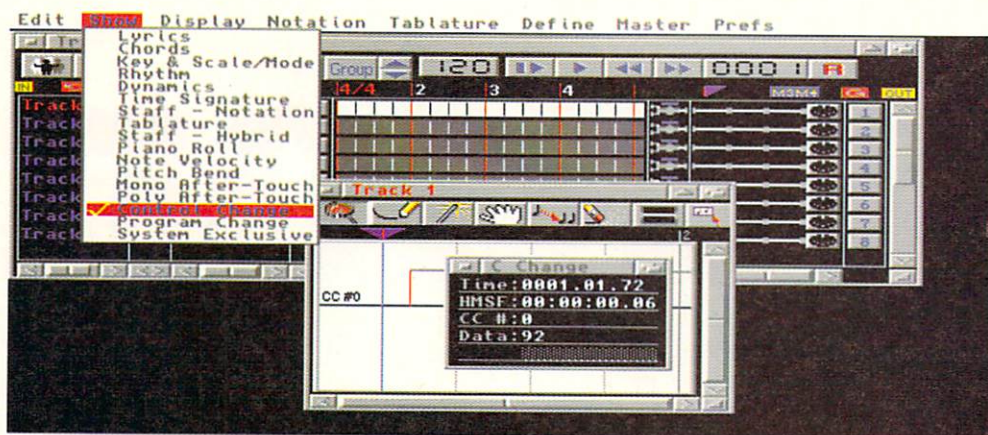 Edit Show Display Notation Tablature Define Master Prefs
Lyrics
Chords
Key & Scale/Mode
Rhythm
Dynamics
Time Signature
Staff - Notation
Tablature
Staff - Hybrid
Piano Roll
Note Velocity
Pitch Bend
Mono After-Touch
Poly After-Touch
Control Change
Program Change
System Exclusive
Tr
Group 120 0001 R
IN 4/4 2 3 4 MSM4 OUT
Track 1
Track 2
Track 3
Track 4
Track 5
Track 6
Track 7
Track 8
Track 1
2
CC #0
C Change
Time:0001.01.72
HMSF:00:00:00.06
CC #:0
Data:92